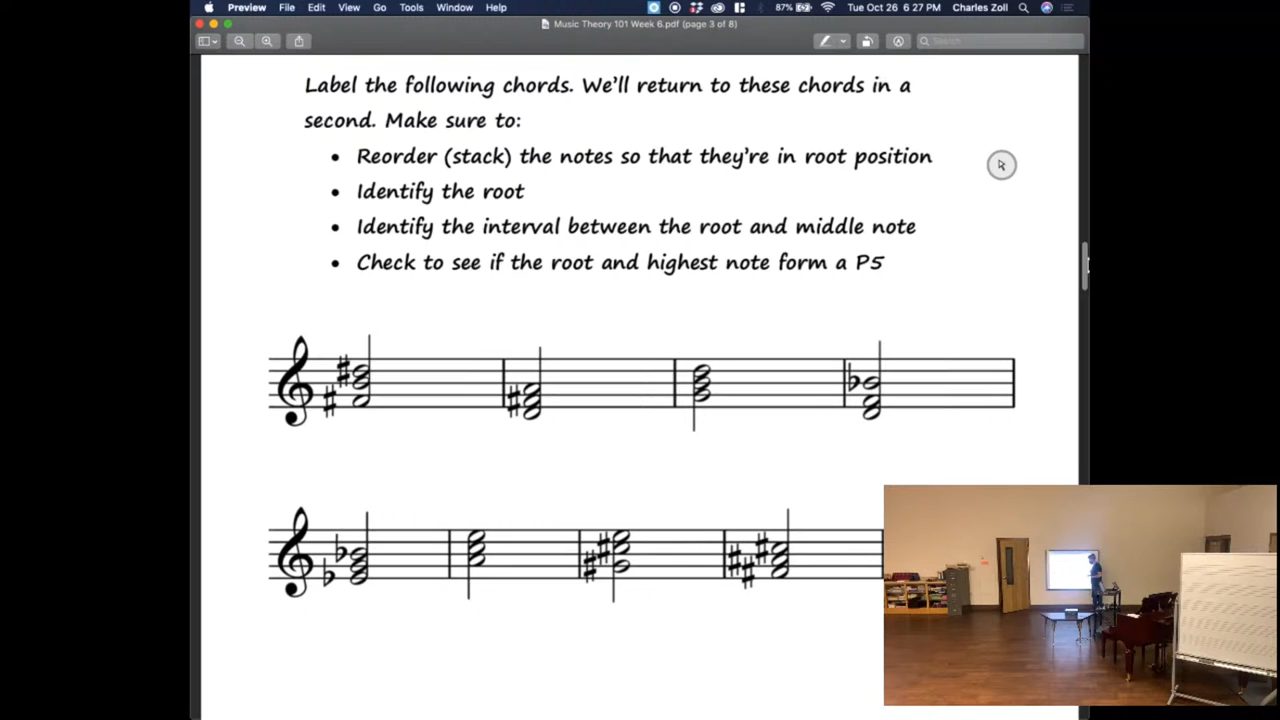 Preview File Edit View Go Tools Window Help 87% Tue Oct 26 6:27 PM Charles Zoll
Music Theory 101 Week 6.pdf (page 3 of 8)
Search
Label the following chords. We'll return to these chords in a
second. Make sure to:
• Reorder (stack) the notes so that they're in root position
• Identify the root
• Identify the interval between the root and middle note
• Check to see if the root and highest note form a P5